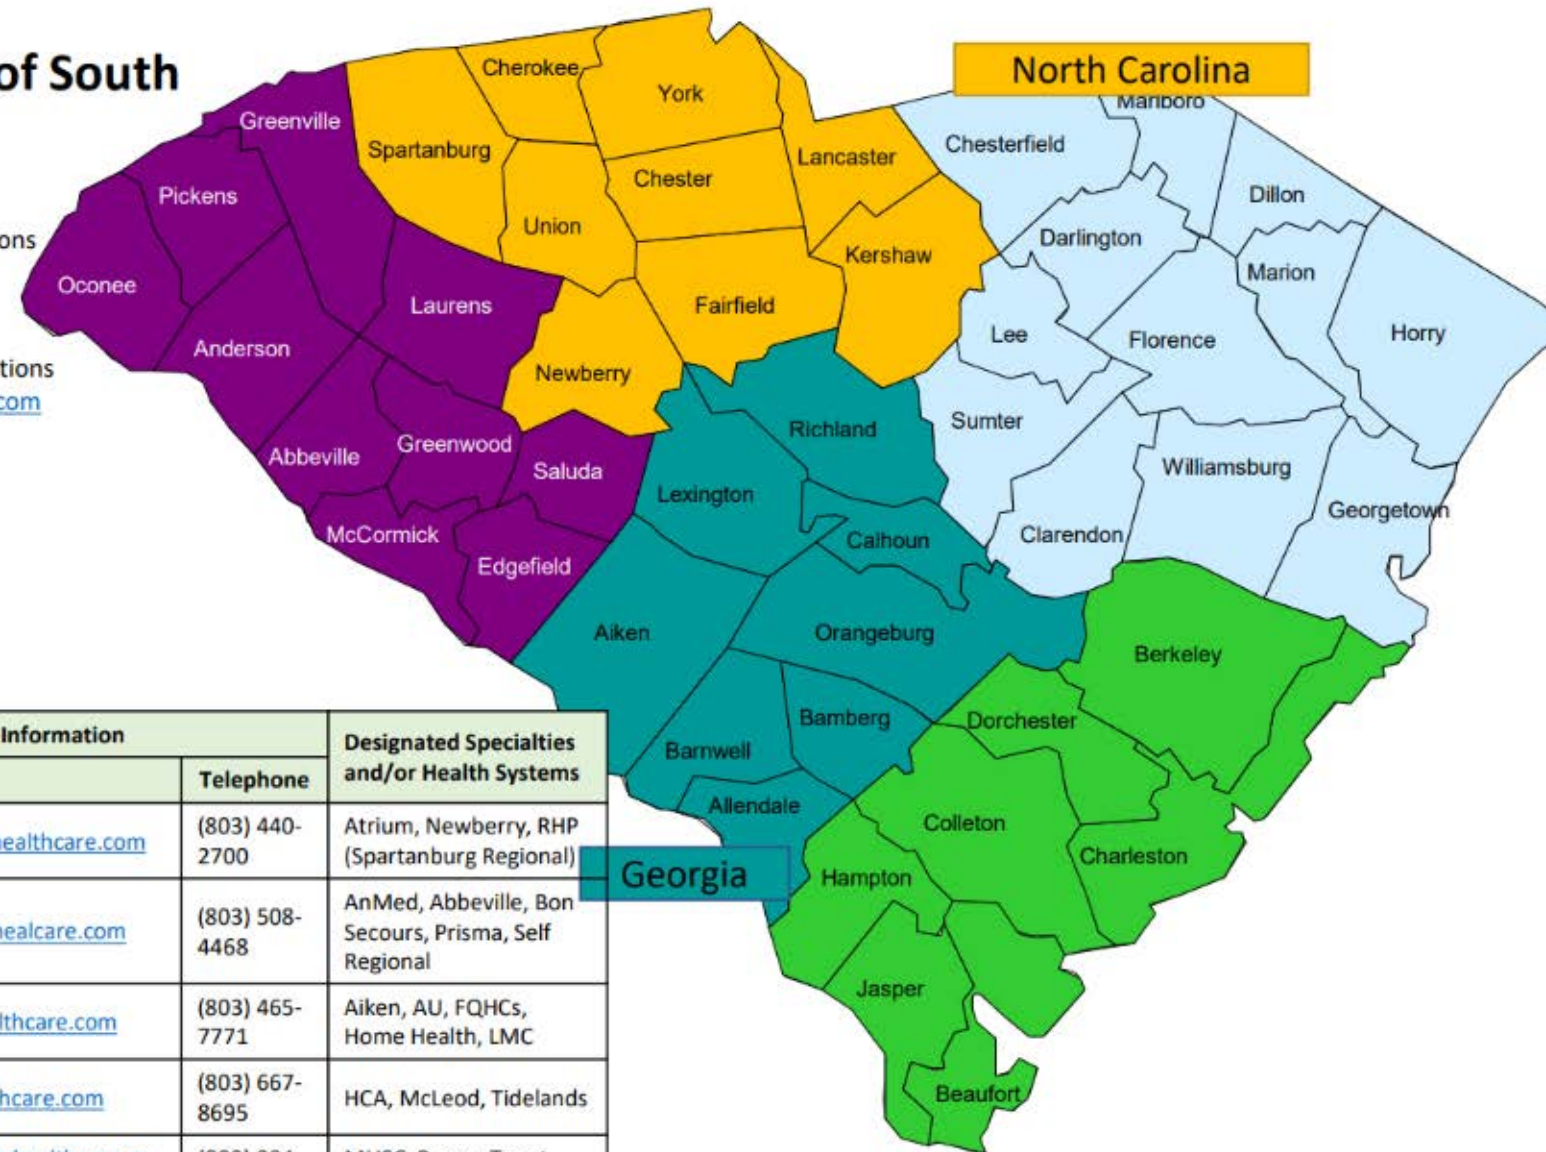 of South
North Carolina
Cherokee
York
Marlboro
Greenville
Spartanburg
Lancaster
Chesterfield
Chester
Pickens
Dillon
Union
Darlington
ons
Kershaw
Oconee
Marion
Laurens
Fairfield
Lee
Florence
Horry
Anderson
tions
Newberry
com
Richland
Sumter
Abbeville
Greenwood
Saluda
Williamsburg
Lexington
Georgetown
McCormick
Calhoun
Clarendon
Edgefield
Aiken
Orangeburg
Berkeley
Bamberg
Dorchester
Barnwell
Allendale
Colleton
Charleston
Georgia
Hampton
Jasper
Beaufort
Information
Designated Specialties
and/or Health Systems
Telephone
ealthcare.com
(803) 440-
2700
Atrium, Newberry, RHP
(Spartanburg Regional)
nealcare.com
(803) 508-
4468
AnMed, Abbeville, Bon
Secours, Prisma, Self
Regional
lthcare.com
(803) 465-
7771
Aiken, AU, FQHCs,
Home Health, LMC
hcare.com
(803) 667-
8695
HCA, McLeod, Tidelands